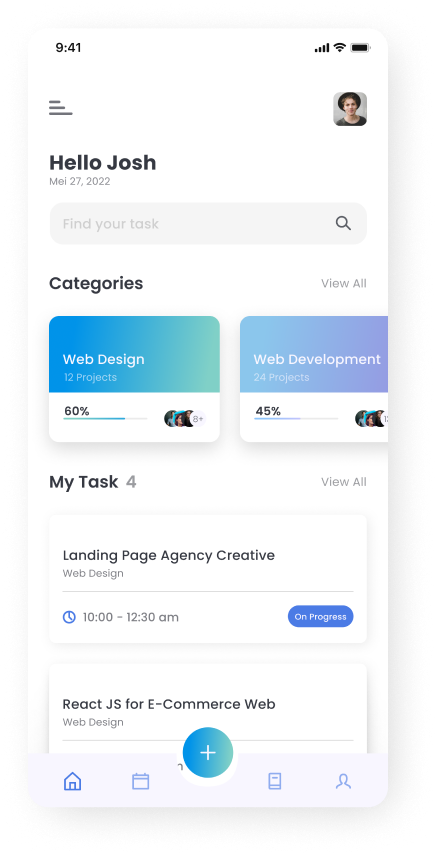 9:41
Hello Josh
Mei 27, 2022
Find your task
Categories
View All
Web Design
12 Projects
60%
8+
Web Development
24 Projects
45%
My Task 4
View All
Landing Page Agency Creative
Web Design
10:00 - 12:30 am
On Progress
React JS for E-Commerce Web
Web Design